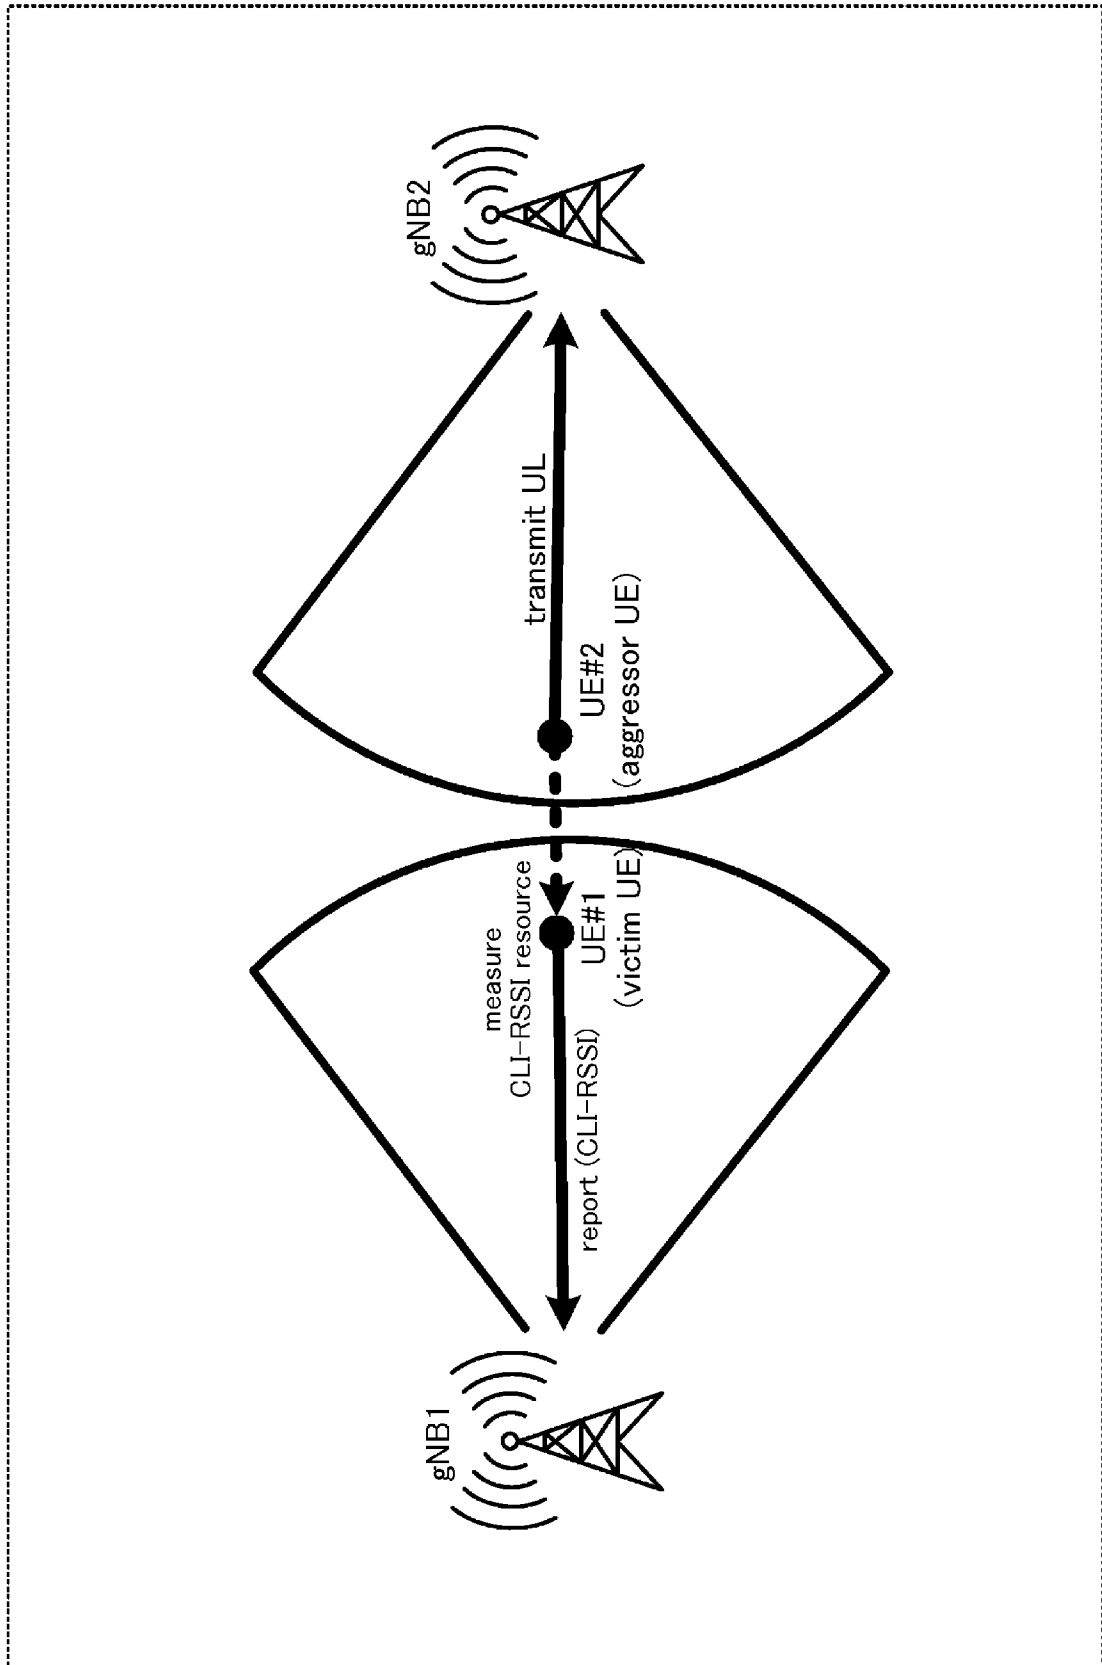 gNB1
gNB2
measure
CLI-RSSI resource
transmit UL
report (CLI-RSSI)
UE#1
(victim UE)
UE#2
(aggressor UE)